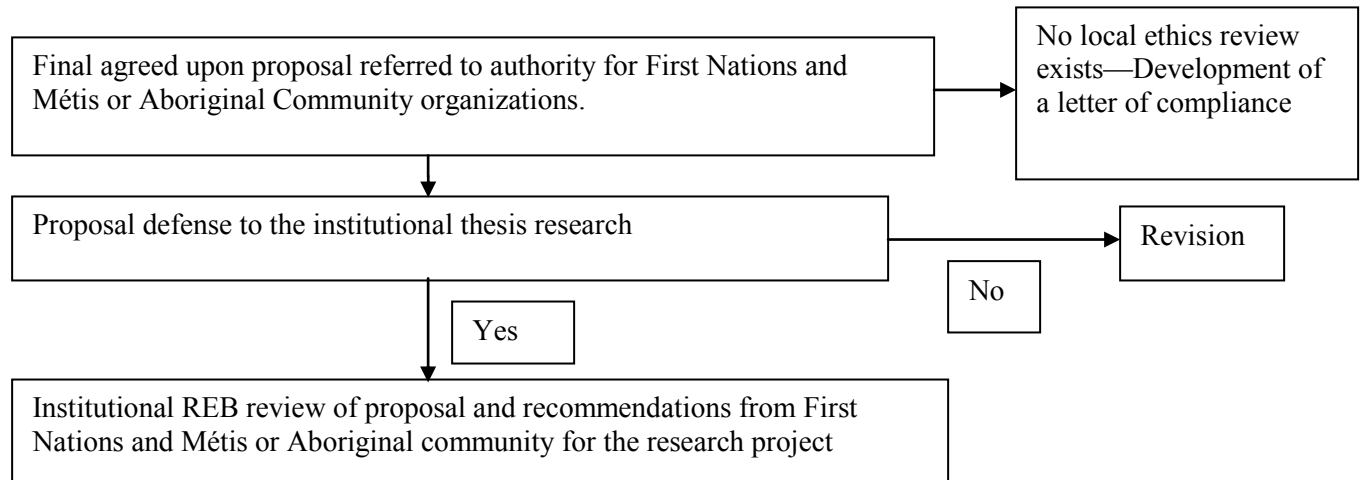 Final agreed upon proposal referred to authority for First Nations and
Métis or Aboriginal Community organizations.
No local ethics review
exists—Development of
a letter of compliance
Proposal defense to the institutional thesis research
Revision
No
Yes
Institutional REB review of proposal and recommendations from First
Nations and Métis or Aboriginal community for the research project